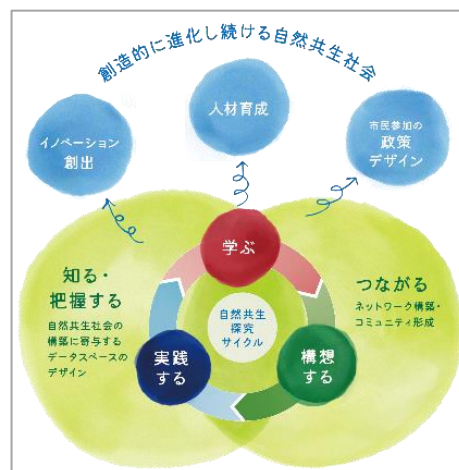 創造的に進化し続ける自然共生社会
人材育成
イノベーション
創出
市民参加の
政策
デザイン
学ぶ
知る・
把握する
自然共生社会の
構築に寄与する
データスペースの
デザイン
つながる
ネットワーク構築・
コミュニティ形成
自然共生
探究
サイクル
実践
する
構想
する